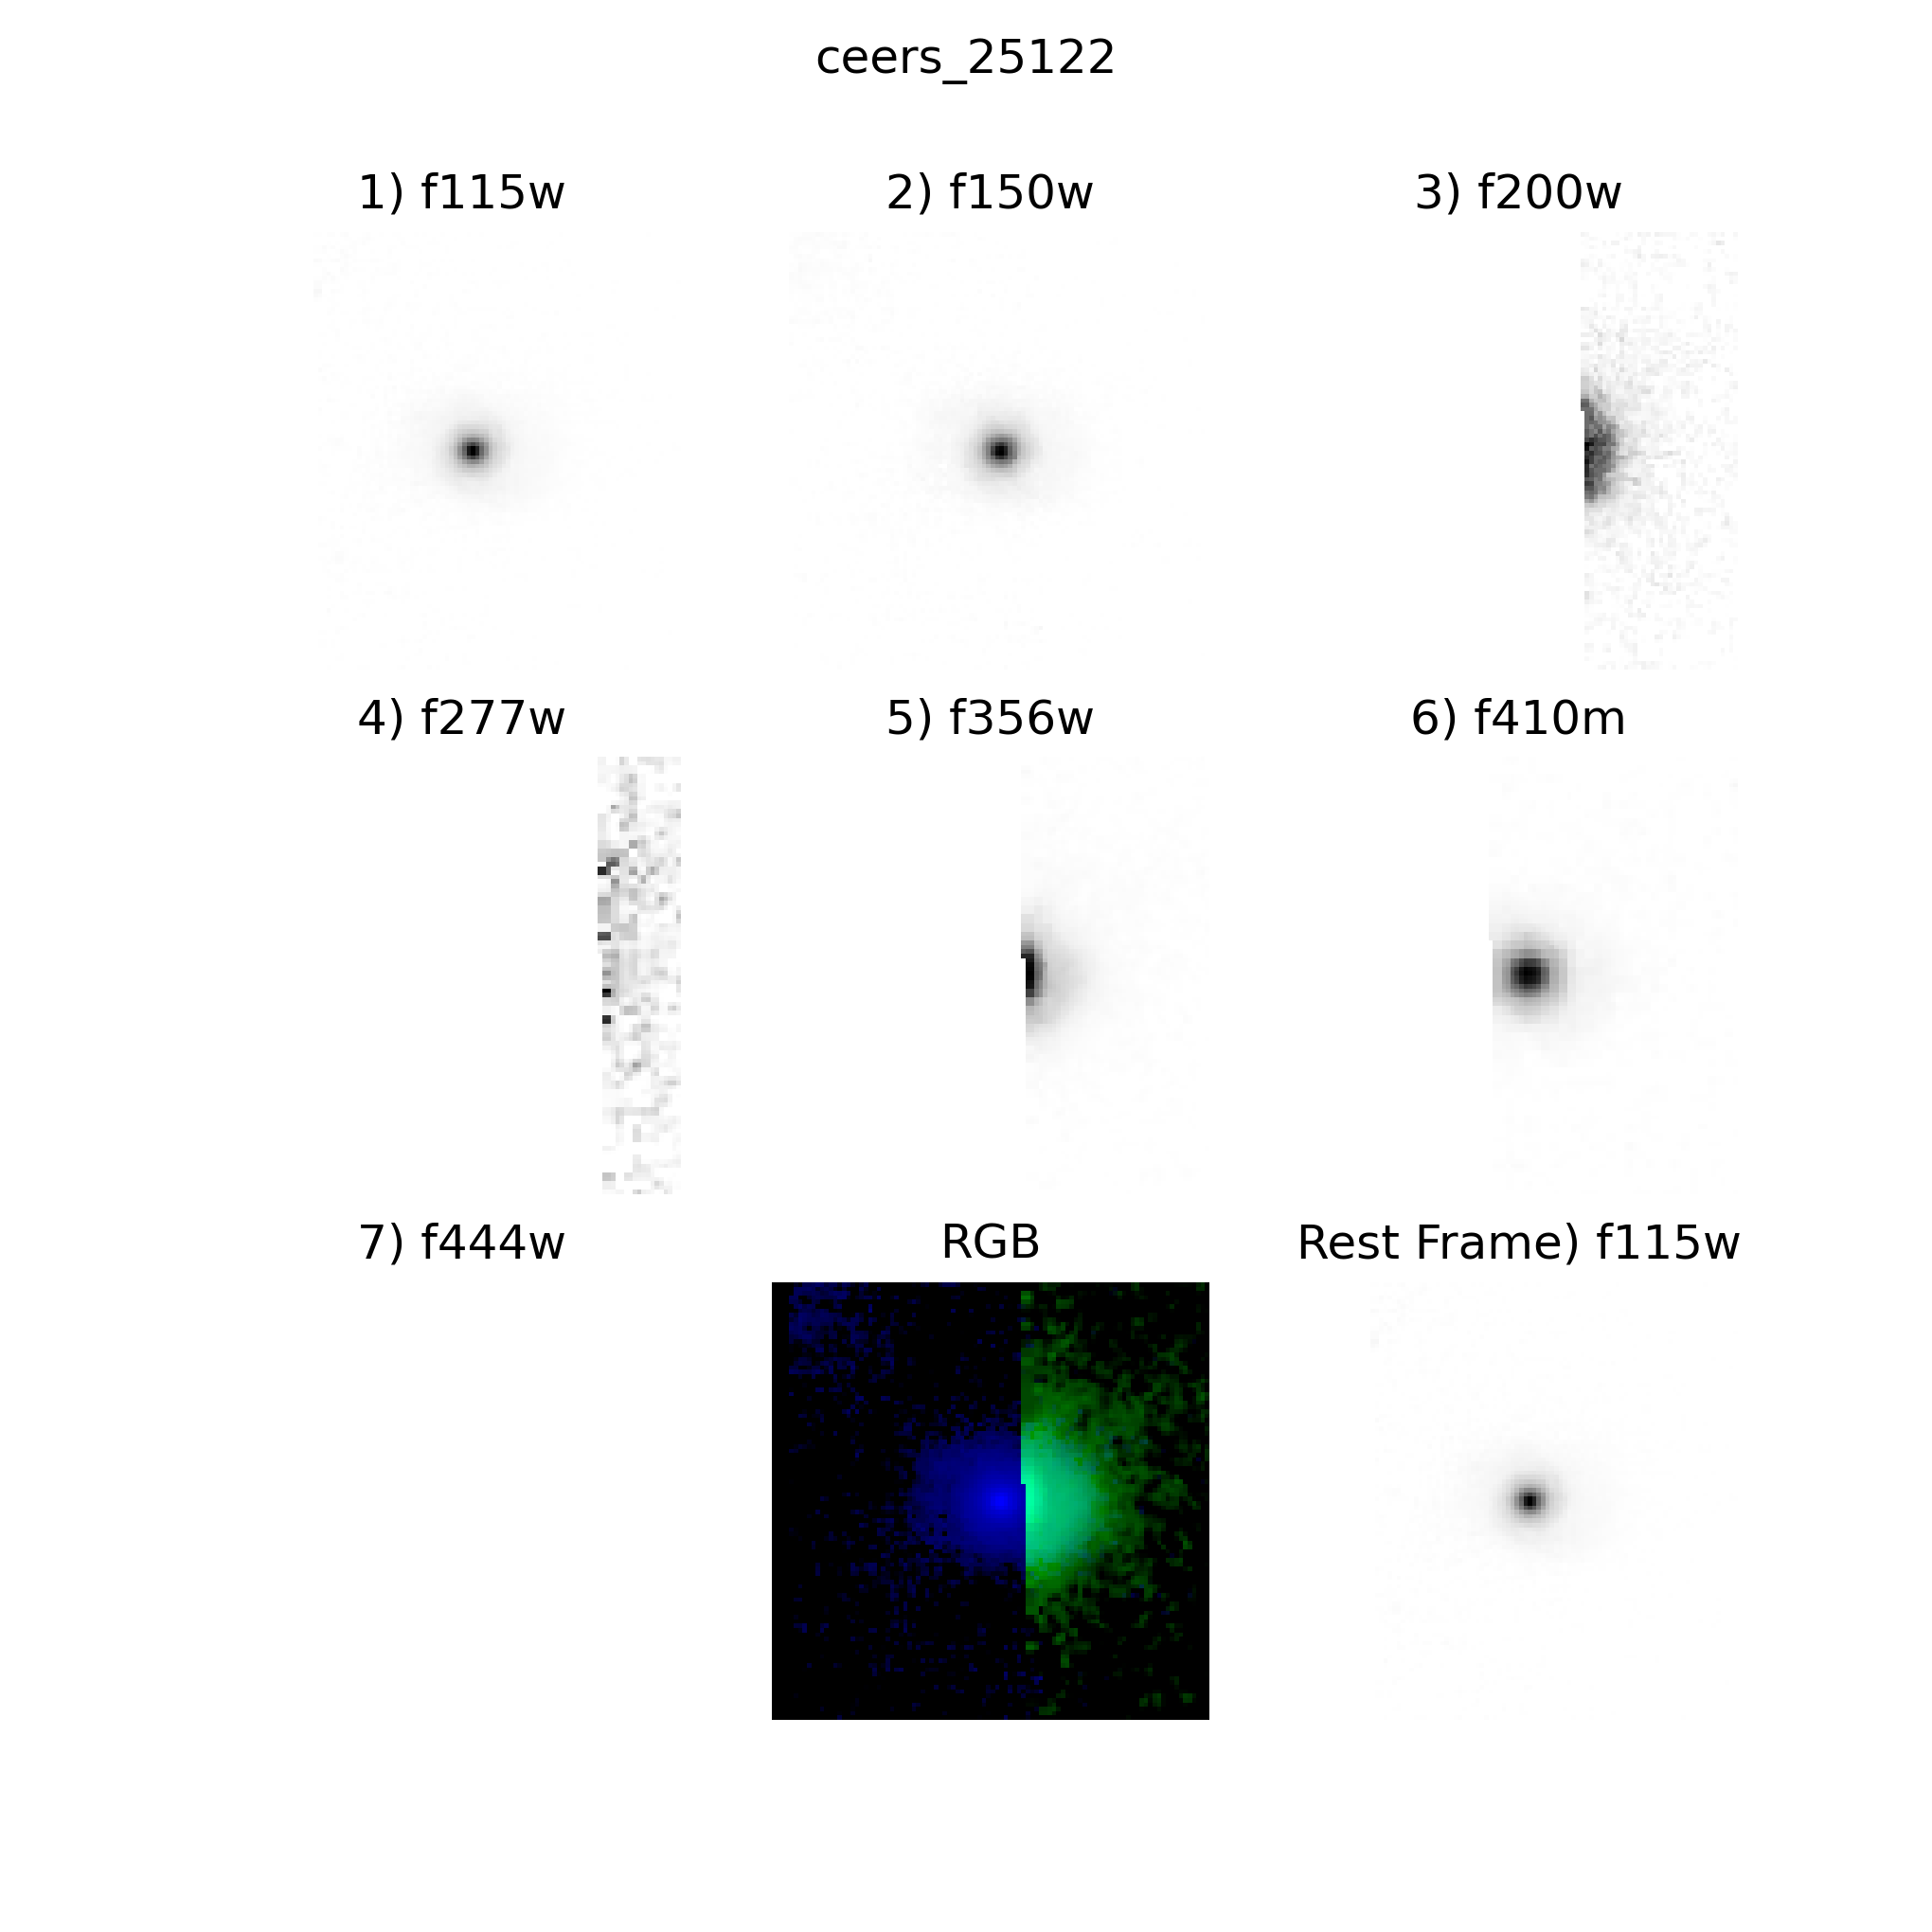 ceers_25122
1) f115w
2) f150w
3) f200w
4) f277w
5) f356w
6) f410m
7) f444w
RGB
Rest Frame) f115w